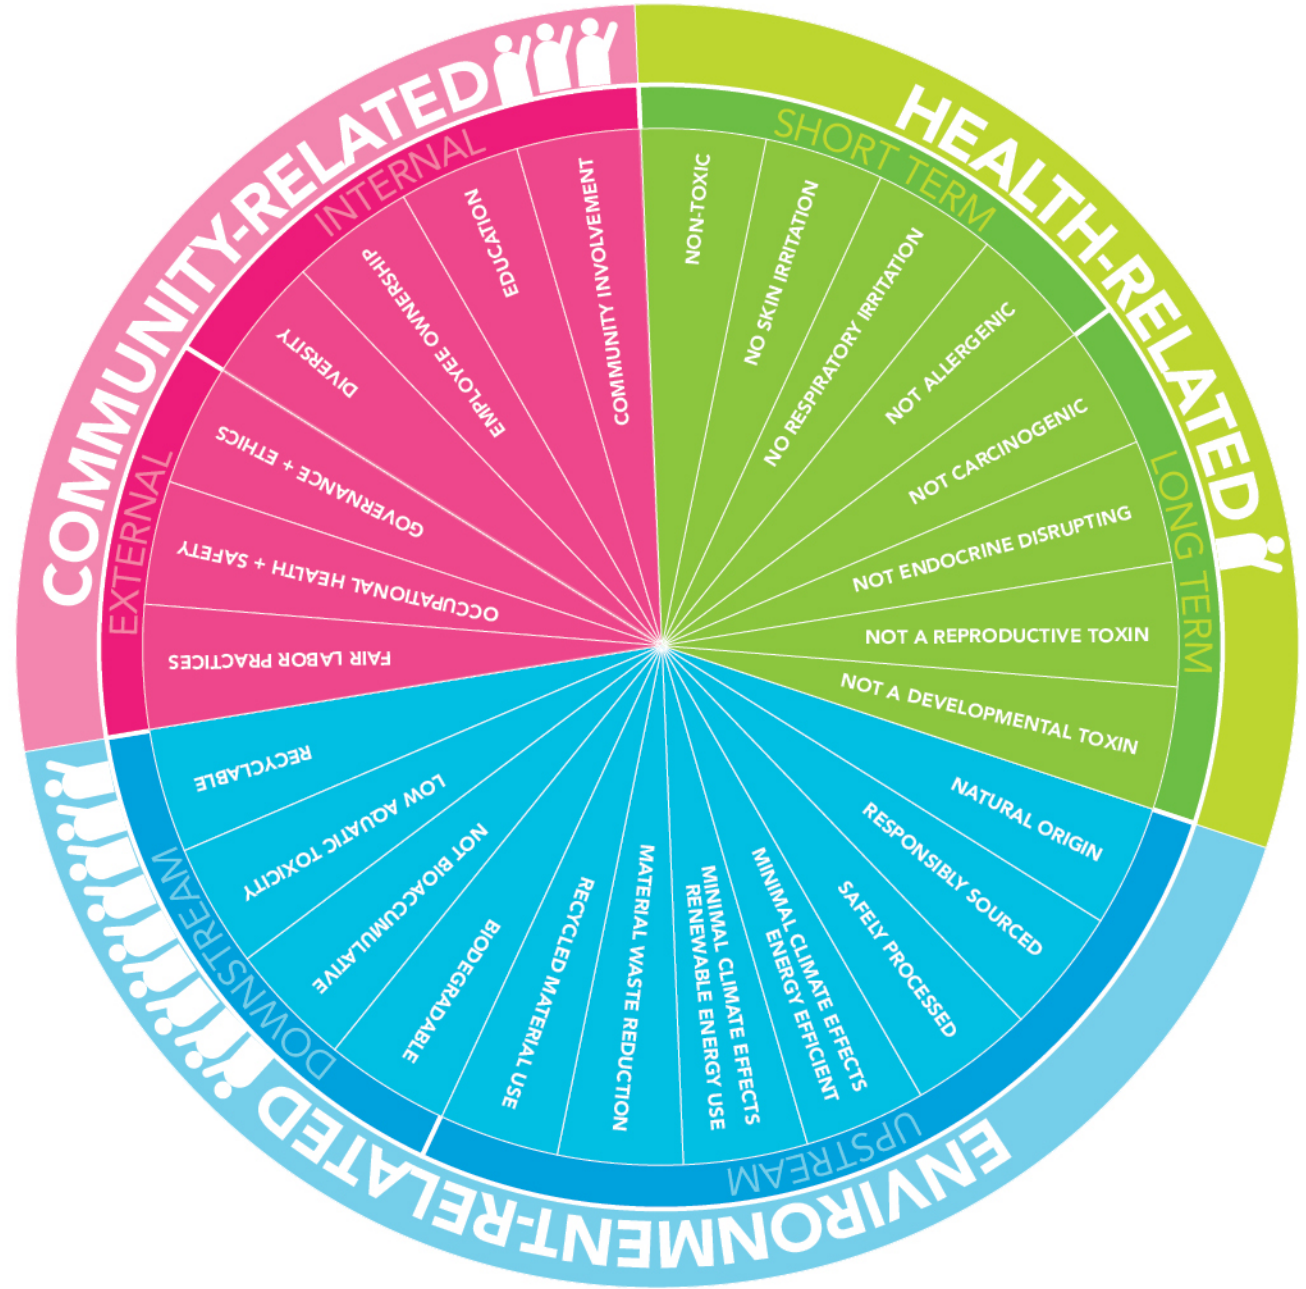 HEALTH-RELATED
SHORT TERM
NON-TOXIC
NO SKIN IRRITATION
NO RESPIRATORY IRRITATION
NOT ALLERGENIC
LONG TERM
NOT CARCINOGENIC
NOT ENDOCRINE DISRUPTING
NOT A REPRODUCTIVE TOXIN
NOT A DEVELOPMENTAL TOXIN
ENVIRONMENT-RELATED
UPSTREAM
NATURAL ORIGIN
RESPONSIBLY SOURCED
SAFELY PROCESSED
MINIMAL CLIMATE EFFECTS
ENERGY EFFICIENT
MINIMAL CLIMATE EFFECTS
RENEWABLE ENERGY USE
MATERIAL WASTE REDUCTION
RECYCLED MATERIAL USE
DOWNSTREAM
BIODEGRADABLE
NOT BIOACCUMULATIVE
LOW AQUATIC TOXICITY
RECYCLABLE
COMMUNITY-RELATED
EXTERNAL
FAIR LABOR PRACTICES
OCCUPATIONAL HEALTH + SAFETY
GOVERNANCE + ETHICS
INTERNAL
DIVERSITY
EMPLOYEE OWNERSHIP
EDUCATION
COMMUNITY INVOLVEMENT